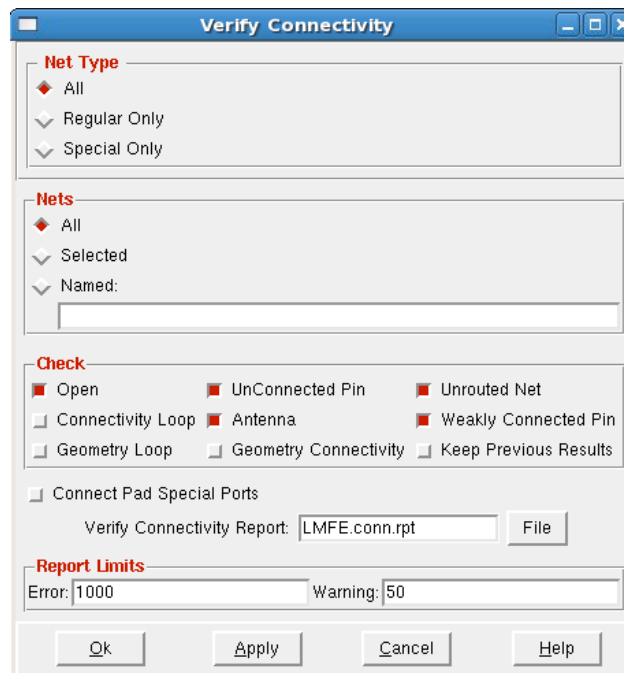 Verify Connectivity
Net Type
All
Regular Only
Special Only
Nets
All
Selected
Named:
Check
Open UnConnected Pin Unrouted Net
Connectivity Loop Antenna Weakly Connected Pin
Geometry Loop Geometry Connectivity Keep Previous Results
Connect Pad Special Ports
Verify Connectivity Report: LMFE.conn.rpt File
Report Limits
Error: 1000 Warning: 50
Ok Apply Cancel Help